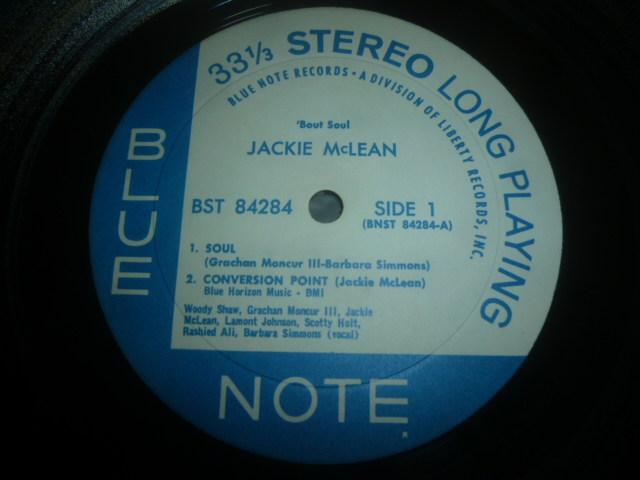 33 1/3 STEREO LONG PLAYING
BLUE NOTE RECORDS • A DIVISION OF LIBERTY RECORDS, INC.
'Bout Soul
JACKIE McLEAN
BST 84284
SIDE 1
(BNST 84284-A)
1. SOUL
(Grachan Moncur III-Barbara Simmons)
2. CONVERSION POINT (Jackie McLean)
Blue Horizon Music - BMI
Woody Shaw, Grachan Moncur III, Jackie
McLean, Lamont Johnson, Scotty Holt,
Rashied Ali, Barbara Simmons (vocal)
BLUE
NOTE